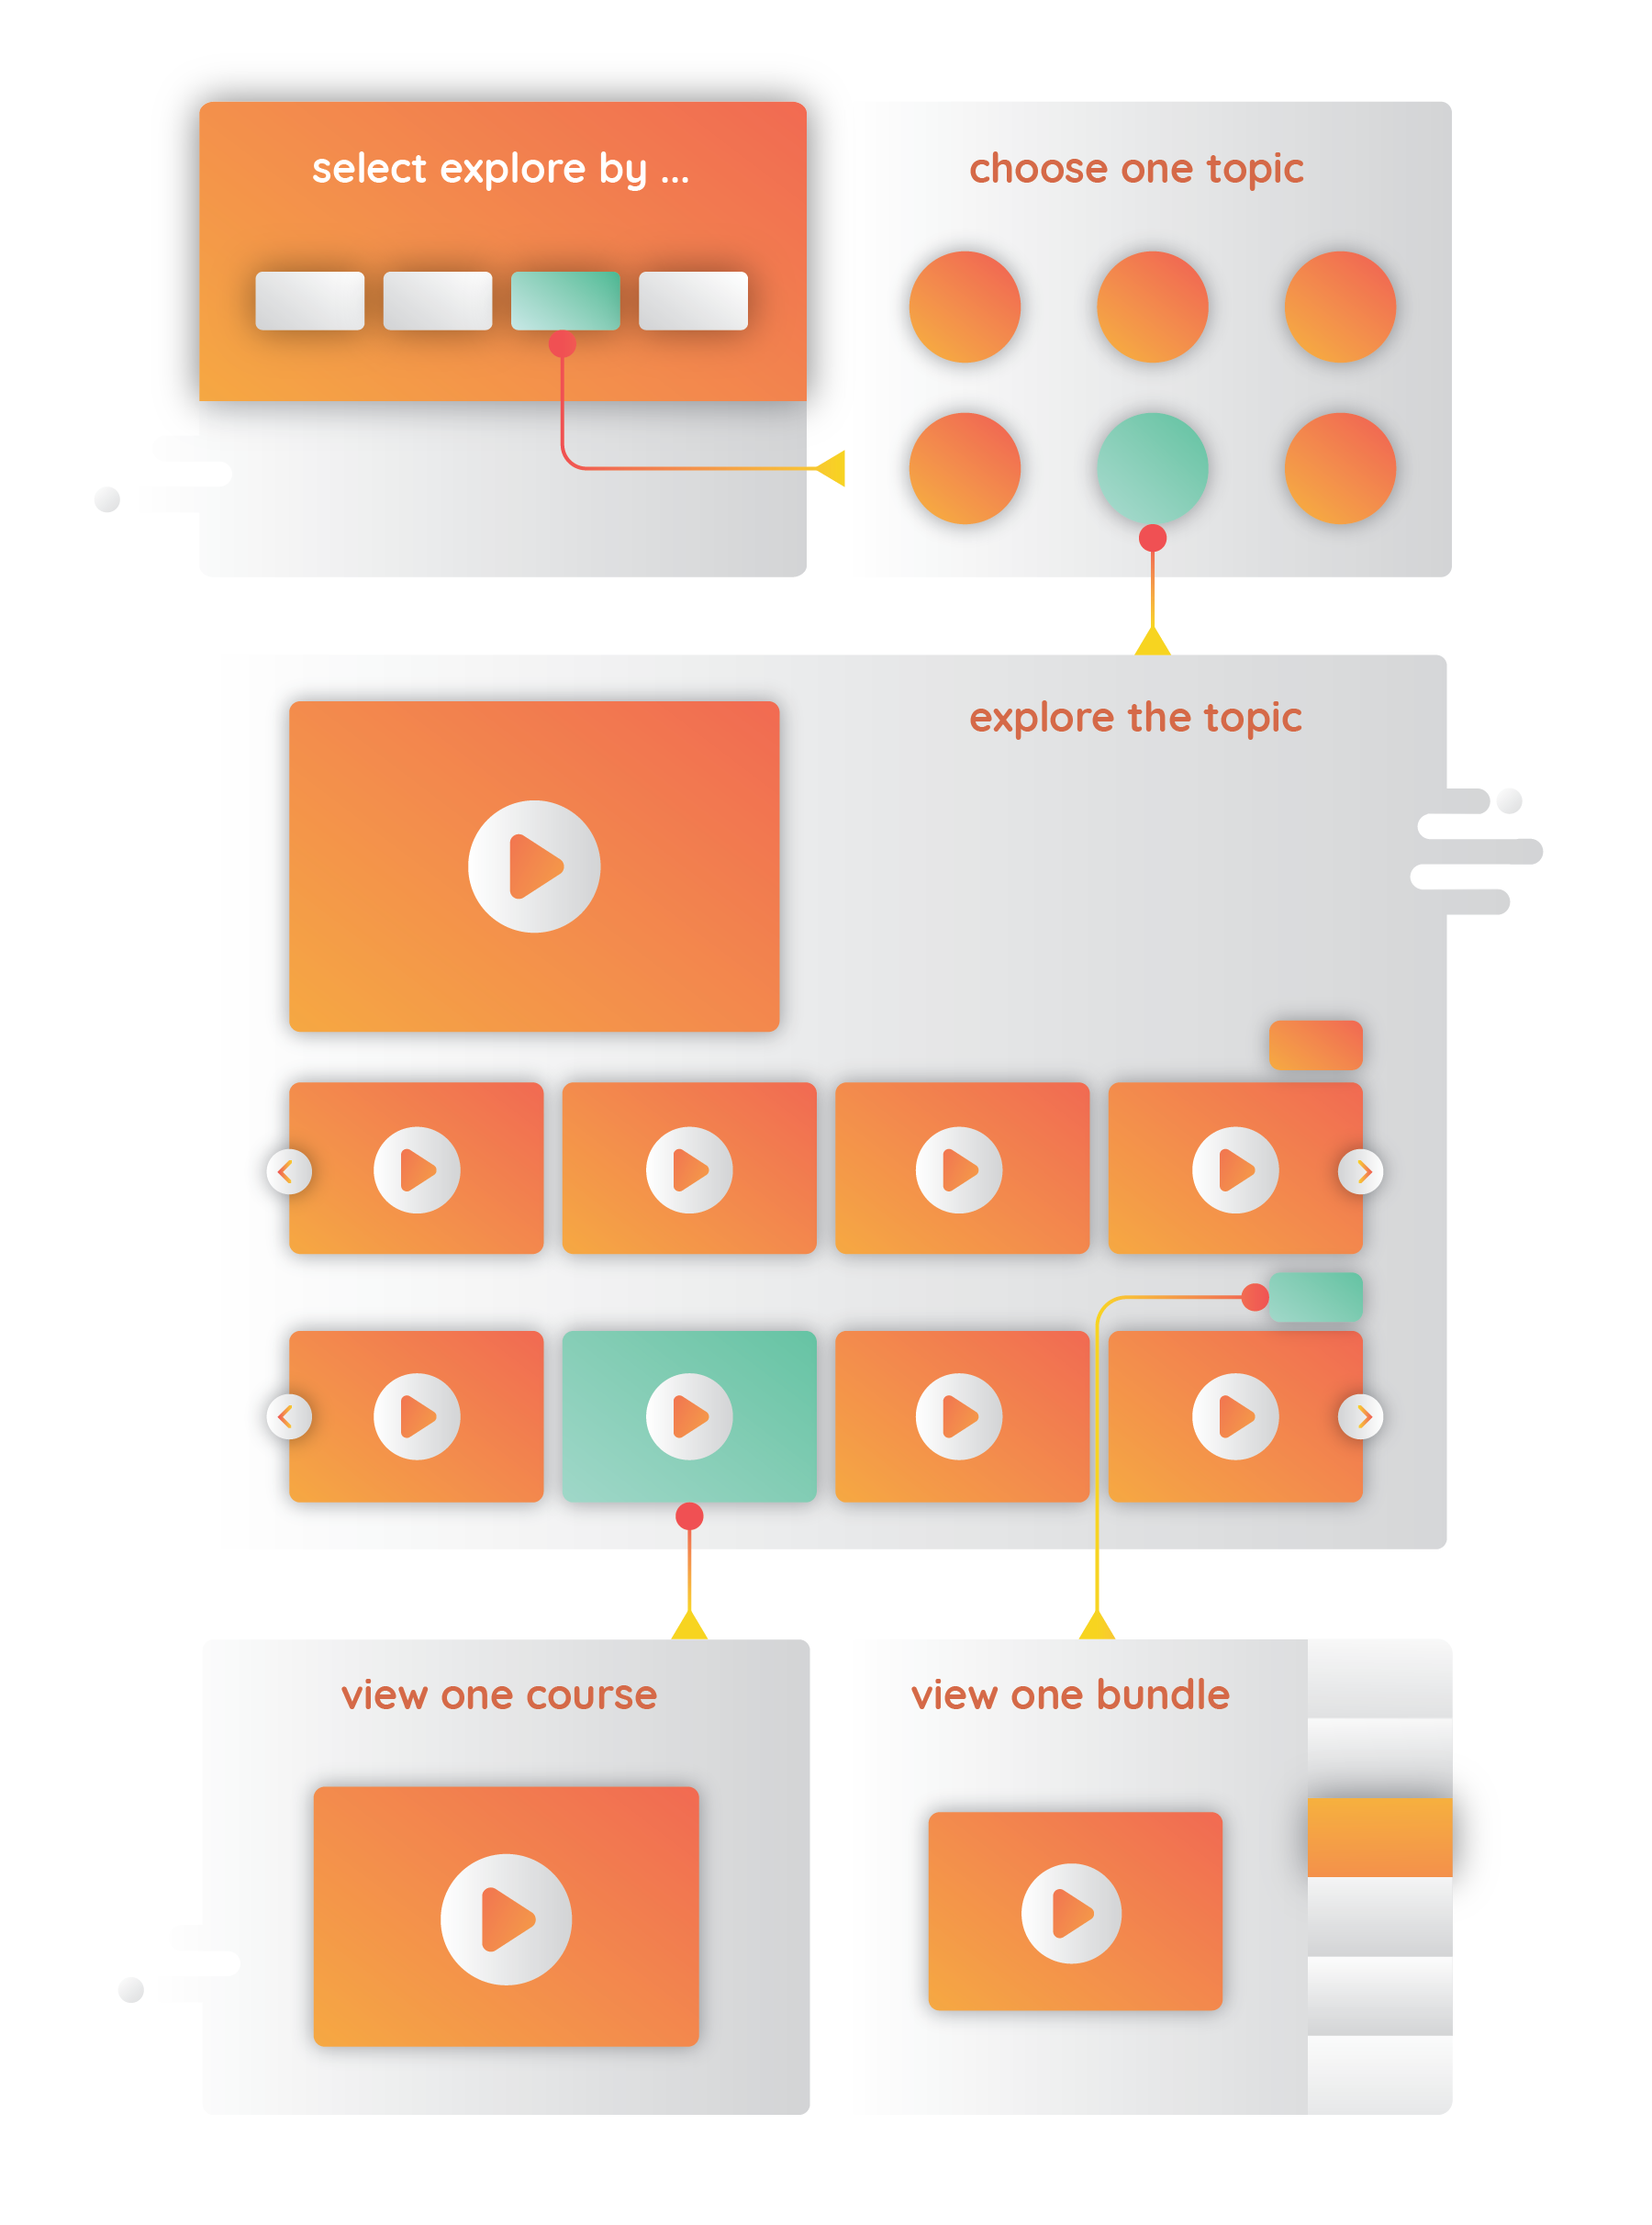 select explore by ...
choose one topic
explore the topic
view one course
view one bundle